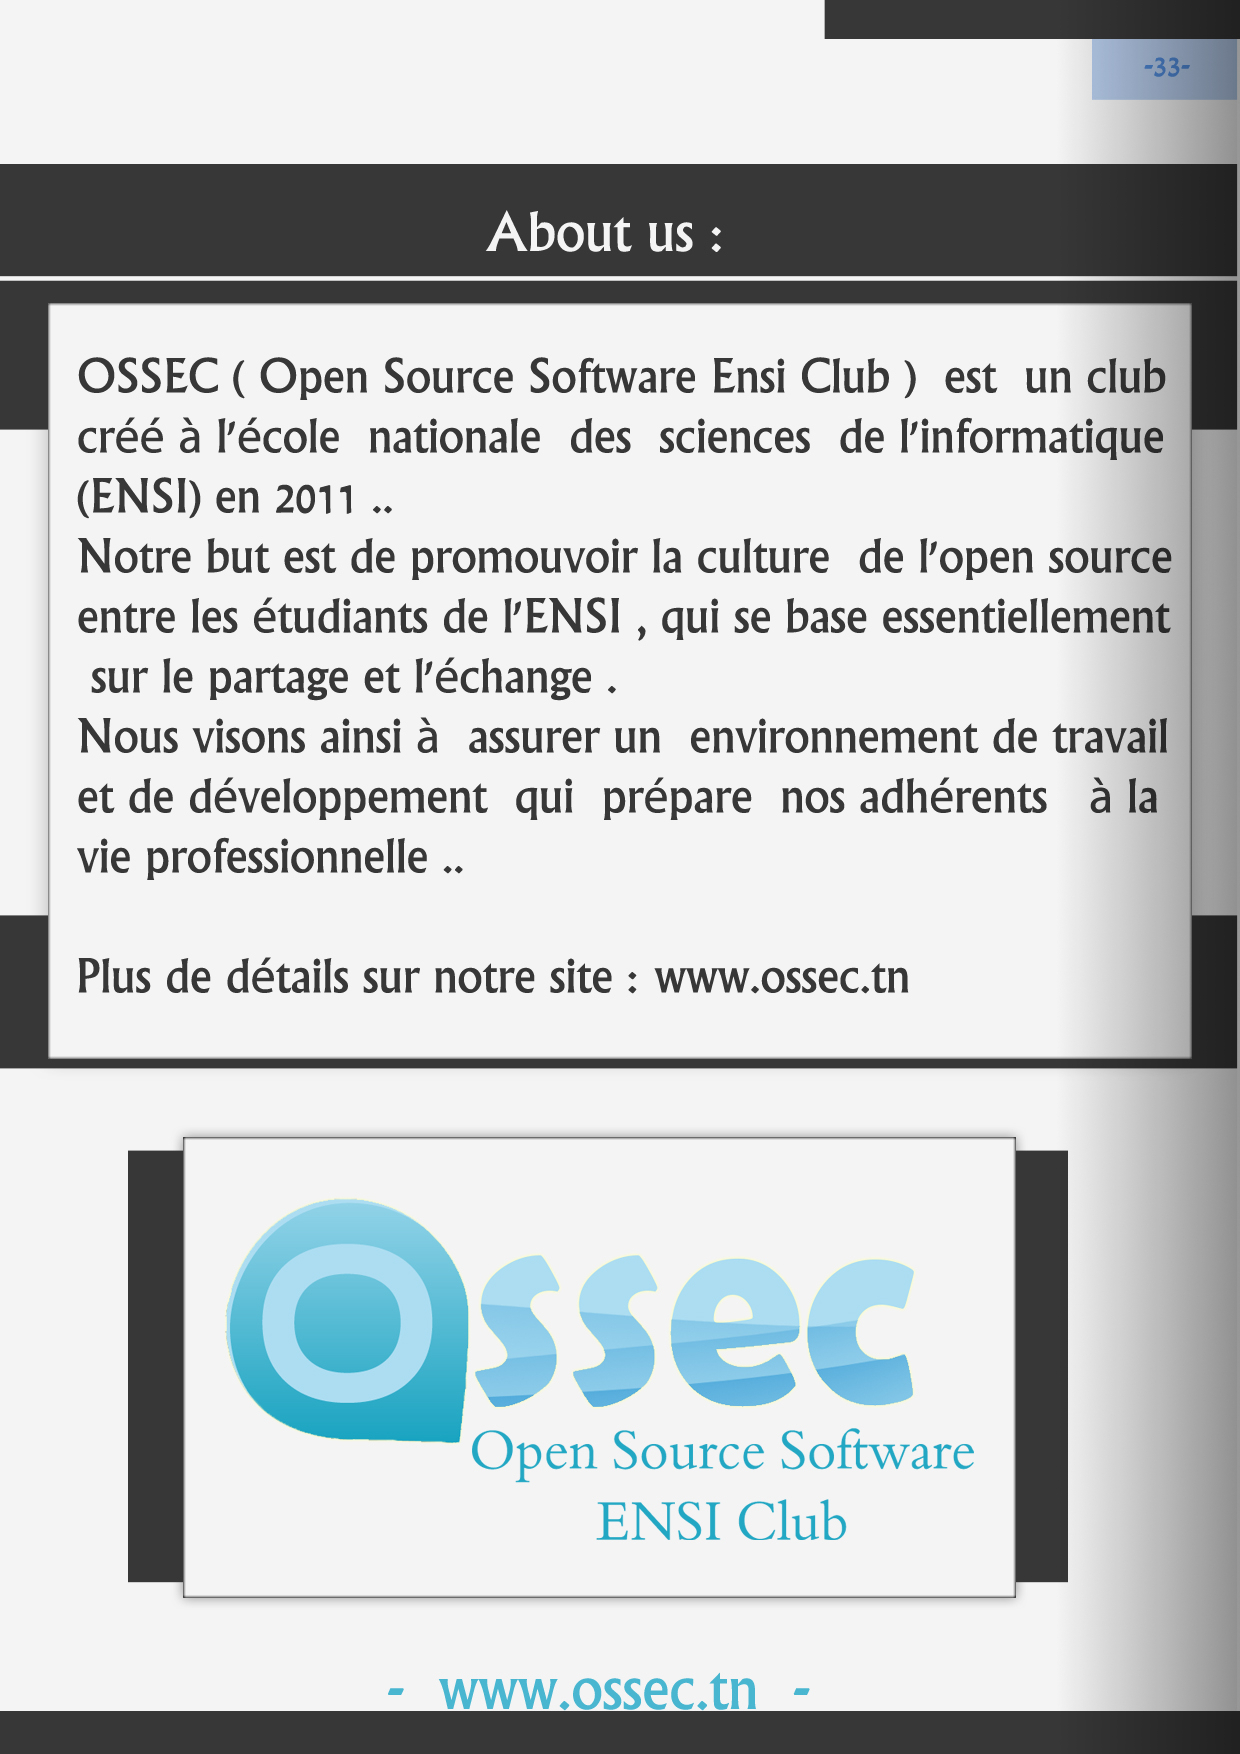 -33-
About us :
OSSEC ( Open Source Software Ensi Club ) est un club
créé à l'école nationale des sciences de l'informatique
(ENSI) en 2011 ..
Notre but est de promouvoir la culture de l'open source
entre les étudiants de l'ENSI , qui se base essentiellement
sur le partage et l'échange .
Nous visons ainsi à assurer un environnement de travail
et de développement qui prépare nos adhérents à la
vie professionnelle ..
Plus de détails sur notre site : www.ossec.tn
Ossec
Open Source Software
ENSI Club
- www.ossec.tn -